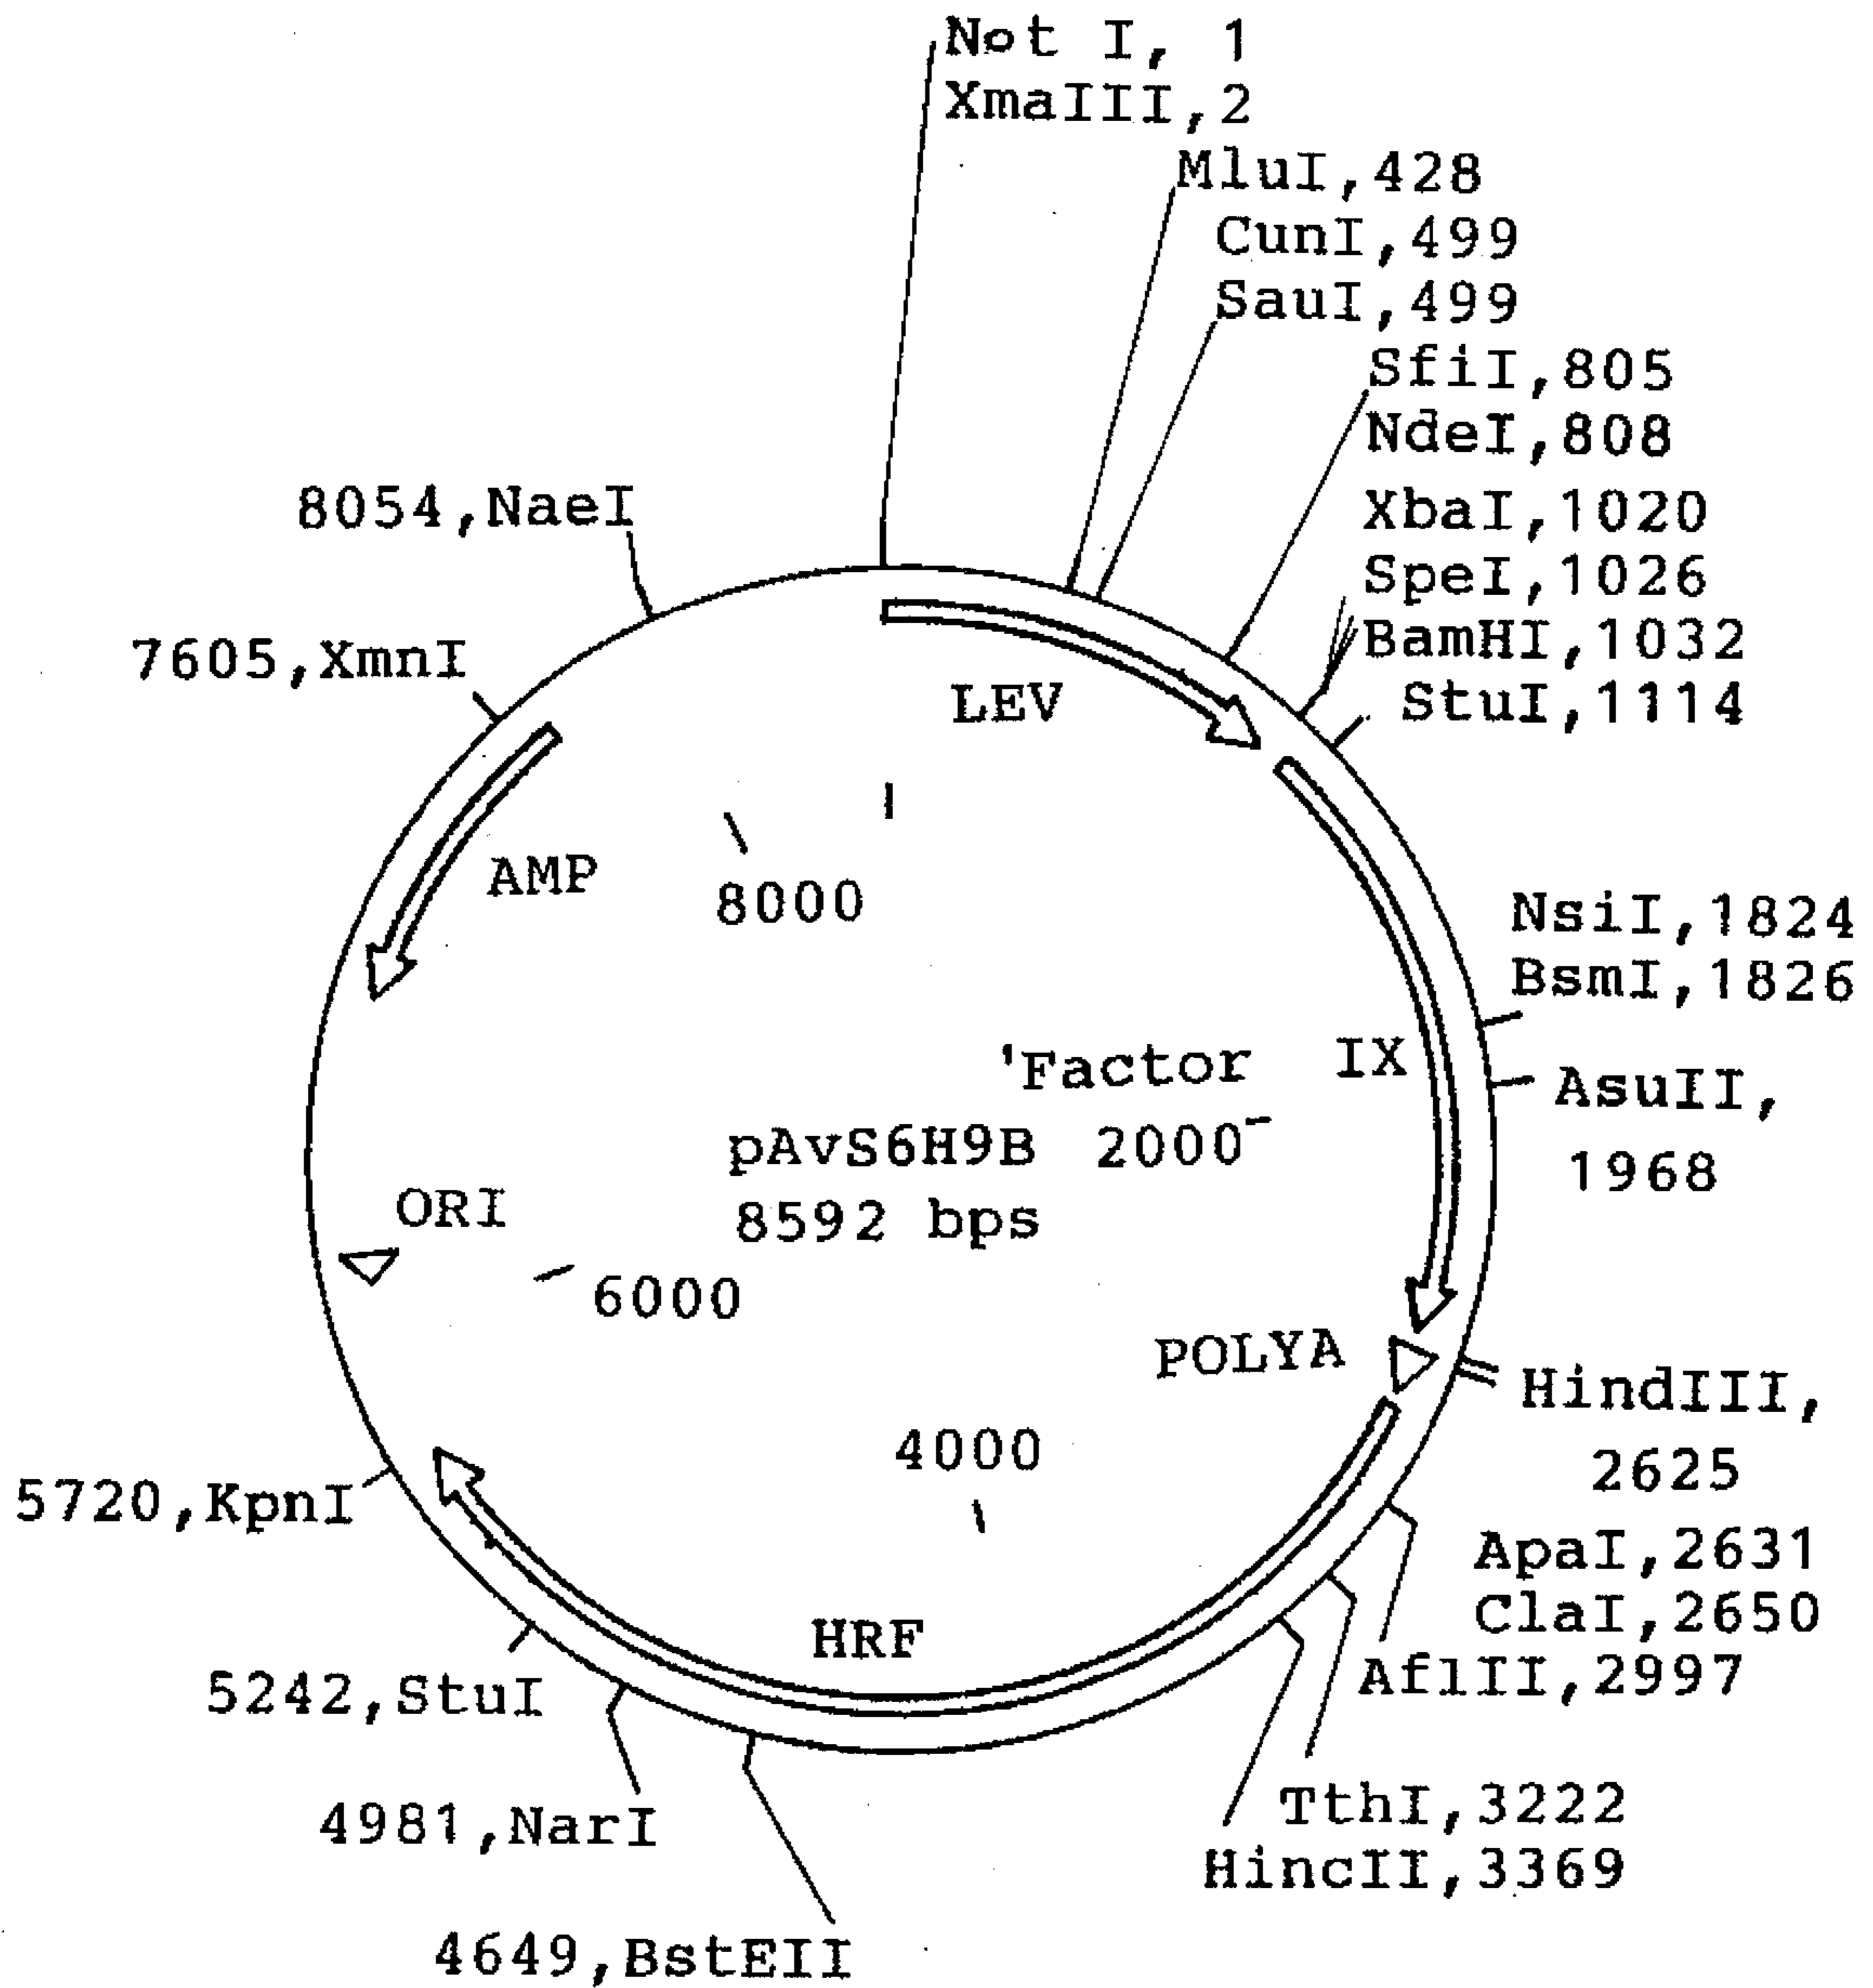 Not I, 1
XmaIII,2
MluI,428
CunI,499
SauI,499
SfiI,805
NdeI,808
XbaI,1020
SpeI,1026
BamHI,1032
StuI,1114
8054,NaeI
7605,XmnI
LEV
AMP
8000
NsiI,1824
BsmI,1826
'Factor IX
AsuII,
1968
pAvS6H9B 2000
8592 bps
ORI
6000
POLYA
HindIII,
2625
4000
5720,KpnI
ApaI,2631
ClaI,2650
AflII,2997
HRF
5242,StuI
TthI,3222
HincII,3369
4981,NarI
4649,BstEII